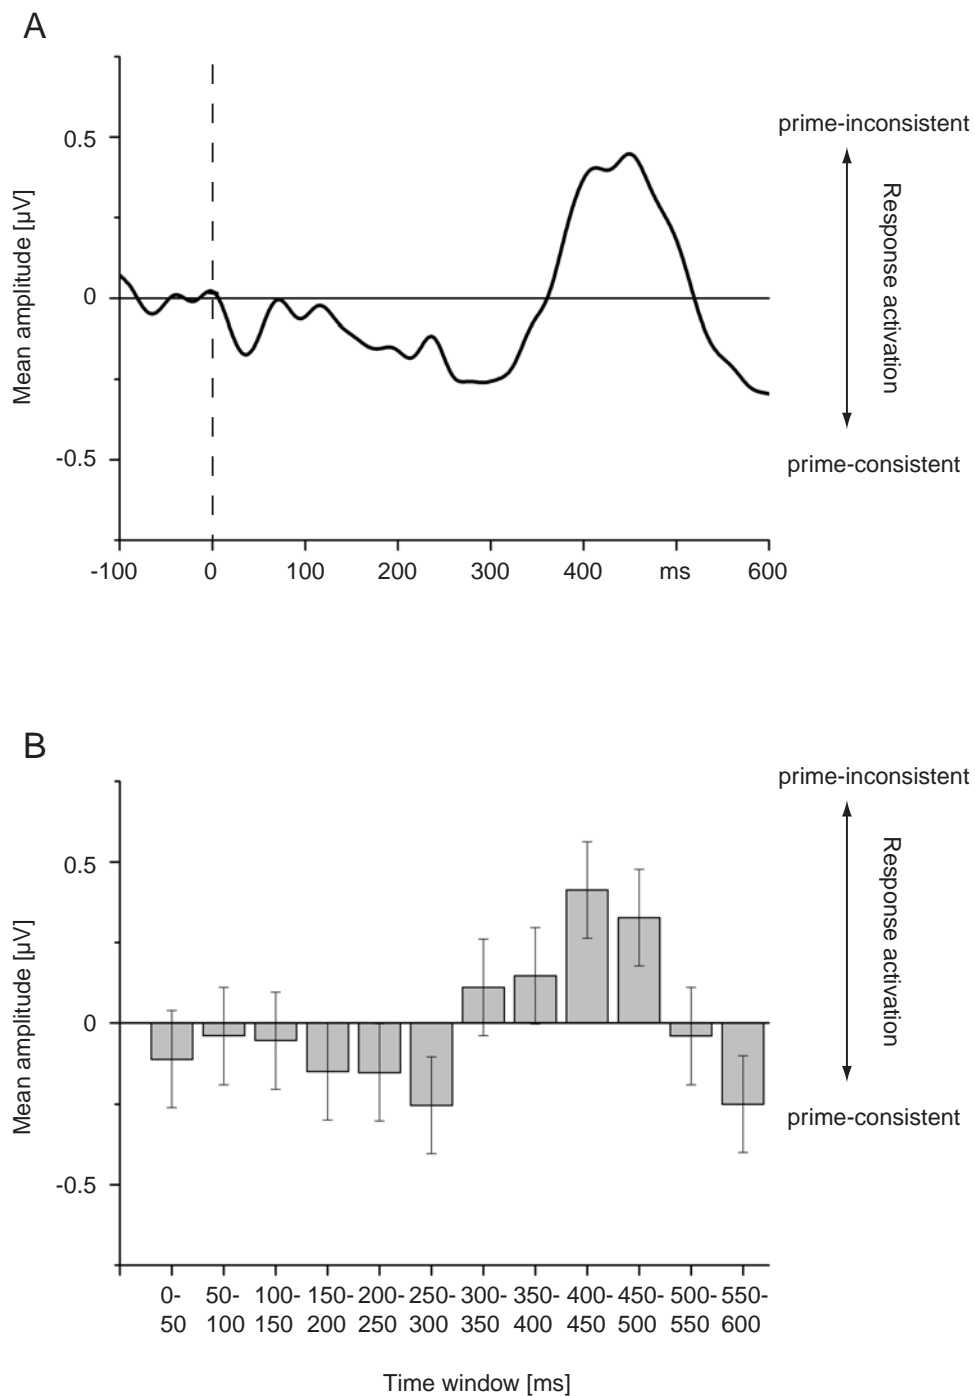 A
prime-inconsistent
0.5
0
-0.5
Mean amplitude [µV]
Response activation
prime-consistent
-100 0 100 200 300 400 ms 600
B
prime-inconsistent
0.5
0
-0.5
Mean amplitude [µV]
Response activation
prime-consistent
0- 50- 100- 150- 200- 250- 300- 350- 400- 450- 500- 550-
50 100 150 200 250 300 350 400 450 500 550 600
Time window [ms]